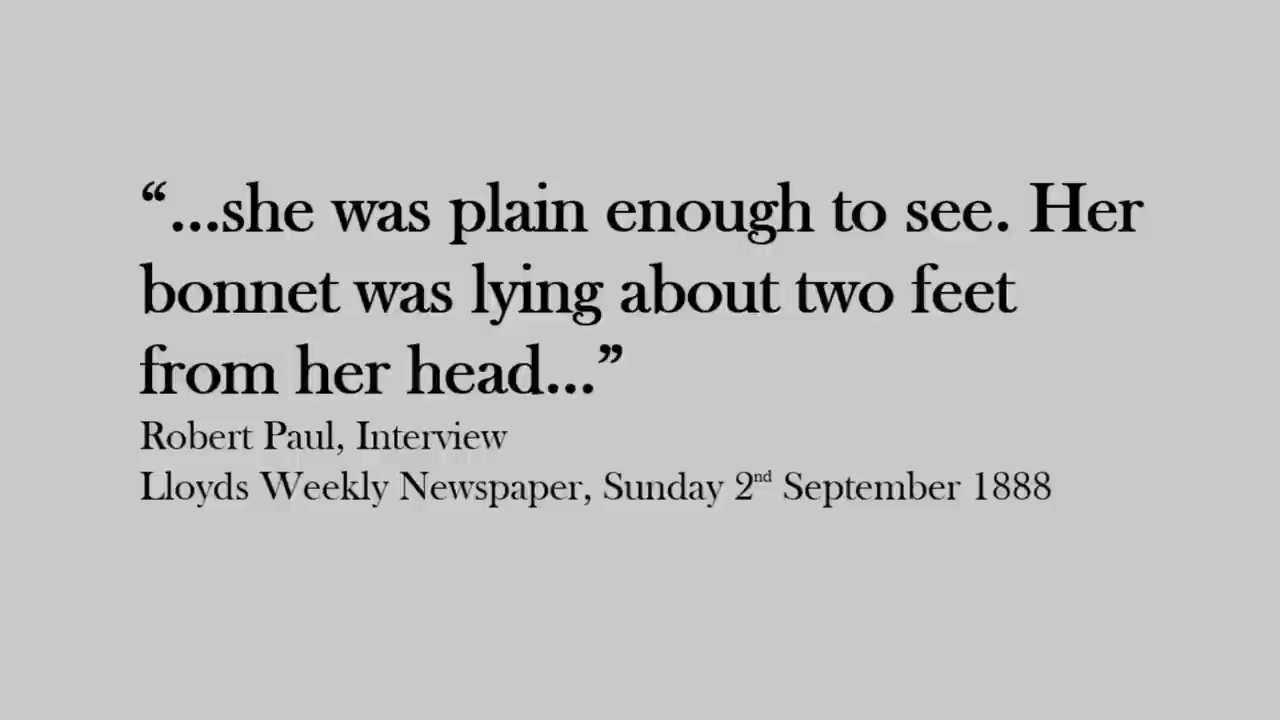 “...she was plain enough to see. Her
bonnet was lying about two feet
from her head...”
Robert Paul, Interview
Lloyds Weekly Newspaper, Sunday 2nd September 1888